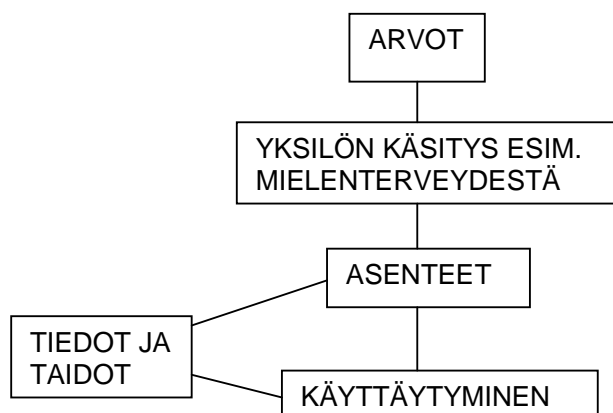 ARVOT
YKSILÖN KÄSITYS ESIM.
MIELENTERVEYDESTÄ
ASENTEET
TIEDOT JA
TAIDOT
KÄYTTÄYTYMINEN